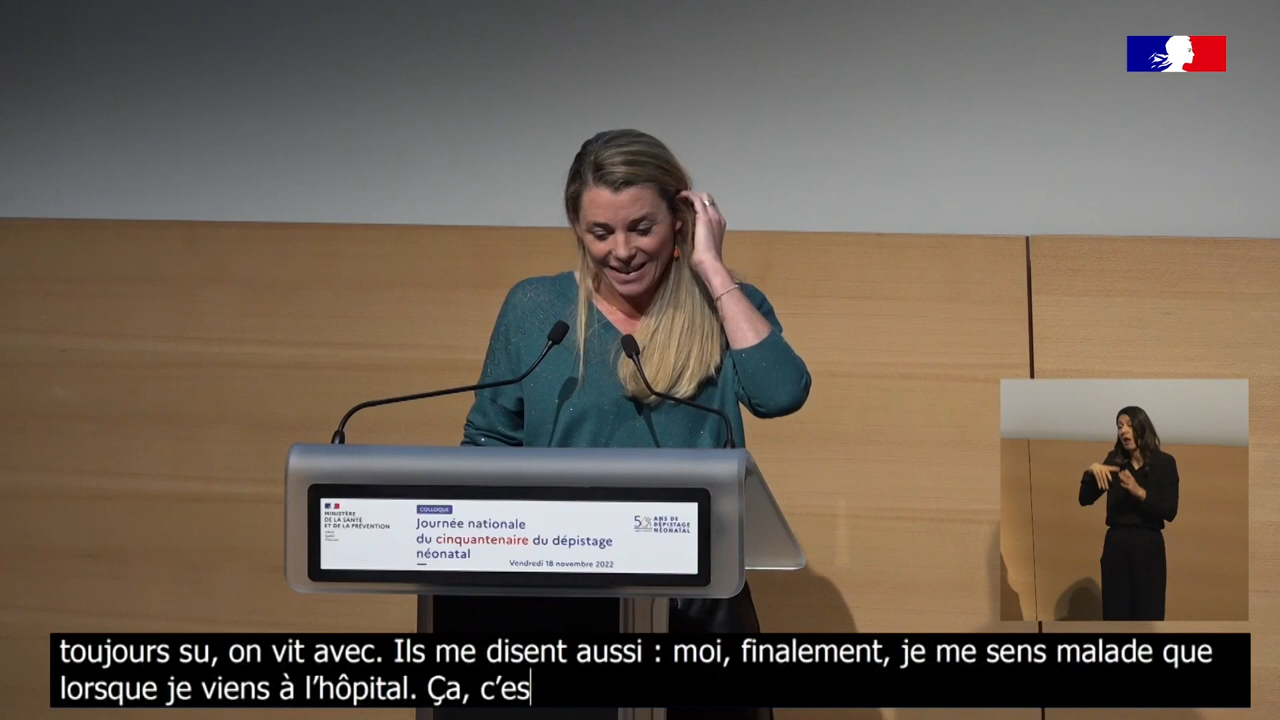 COLLOQUE
MINISTÈRE
DE LA SANTÉ
ET DE LA PRÉVENTION
Journée nationale
du cinquantenaire du dépistage
néonatal
Vendredi 18 novembre 2022
50 ANS DE
DÉPISTAGE
NÉONATAL
toujours su, on vit avec. Ils me disent aussi : moi, finalement, je me sens malade que
lorsque je viens à l'hôpital. Ça, c'es